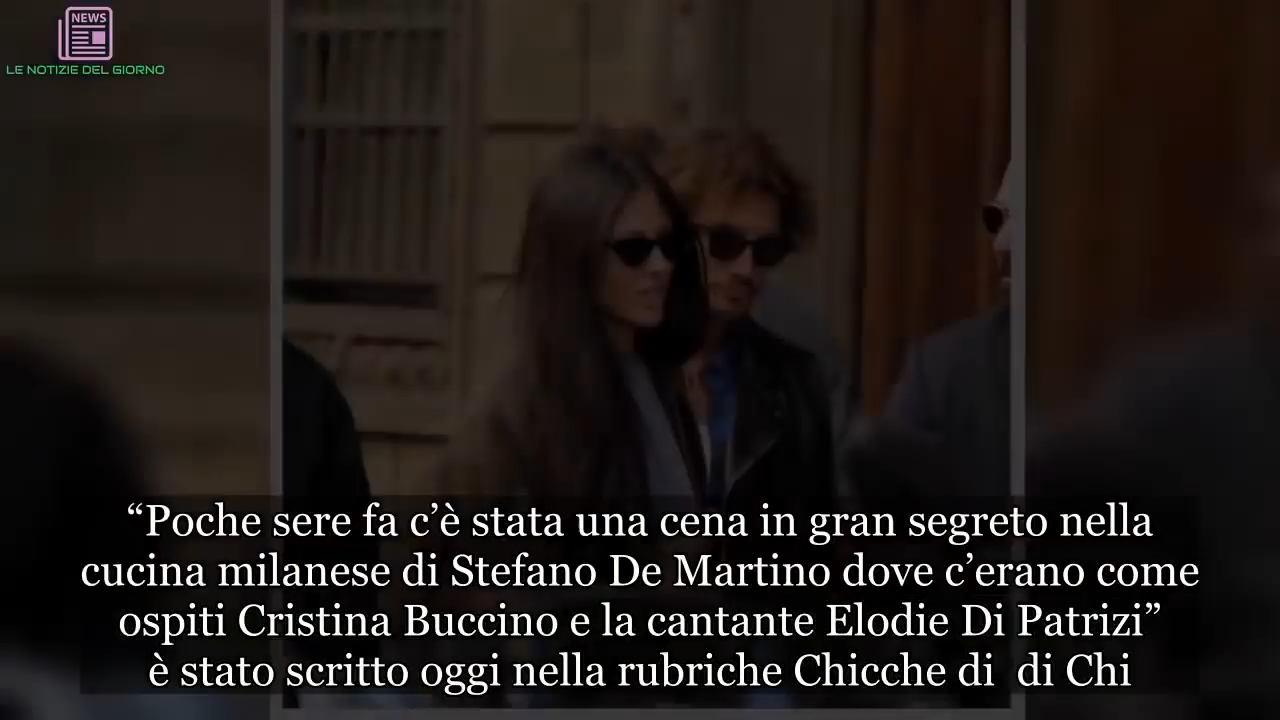 NEWS
LE NOTIZIE DEL GIORNO
“Poche sere fa c’è stata una cena in gran segreto nella
cucina milanese di Stefano De Martino dove c’erano come
ospiti Cristina Buccino e la cantante Elodie Di Patrizi”
è stato scritto oggi nella rubriche Chicche di  di Chi